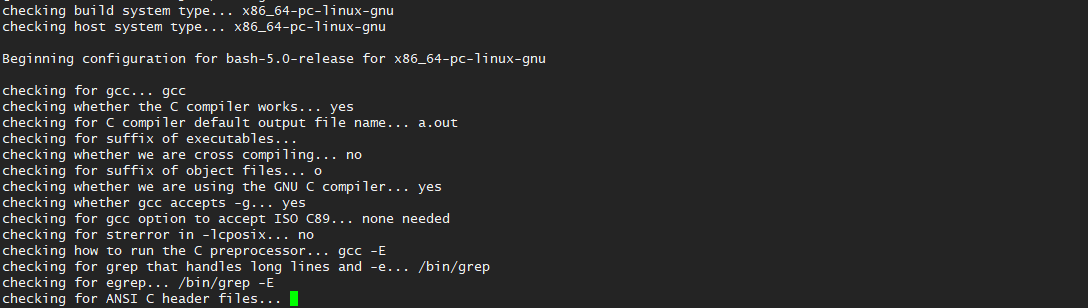 checking build system type... x86_64-pc-linux-gnu
checking host system type... x86_64-pc-linux-gnu
Beginning configuration for bash-5.0-release for x86_64-pc-linux-gnu
checking for gcc... gcc
checking whether the C compiler works... yes
checking for C compiler default output file name... a.out
checking for suffix of executables...
checking whether we are cross compiling... no
checking for suffix of object files... o
checking whether we are using the GNU C compiler... yes
checking whether gcc accepts -g... yes
checking for gcc option to accept ISO C89... none needed
checking for strerror in -lcposix... no
checking how to run the C preprocessor... gcc -E
checking for grep that handles long lines and -e... /bin/grep
checking for egrep... /bin/grep -E
checking for ANSI C header files...